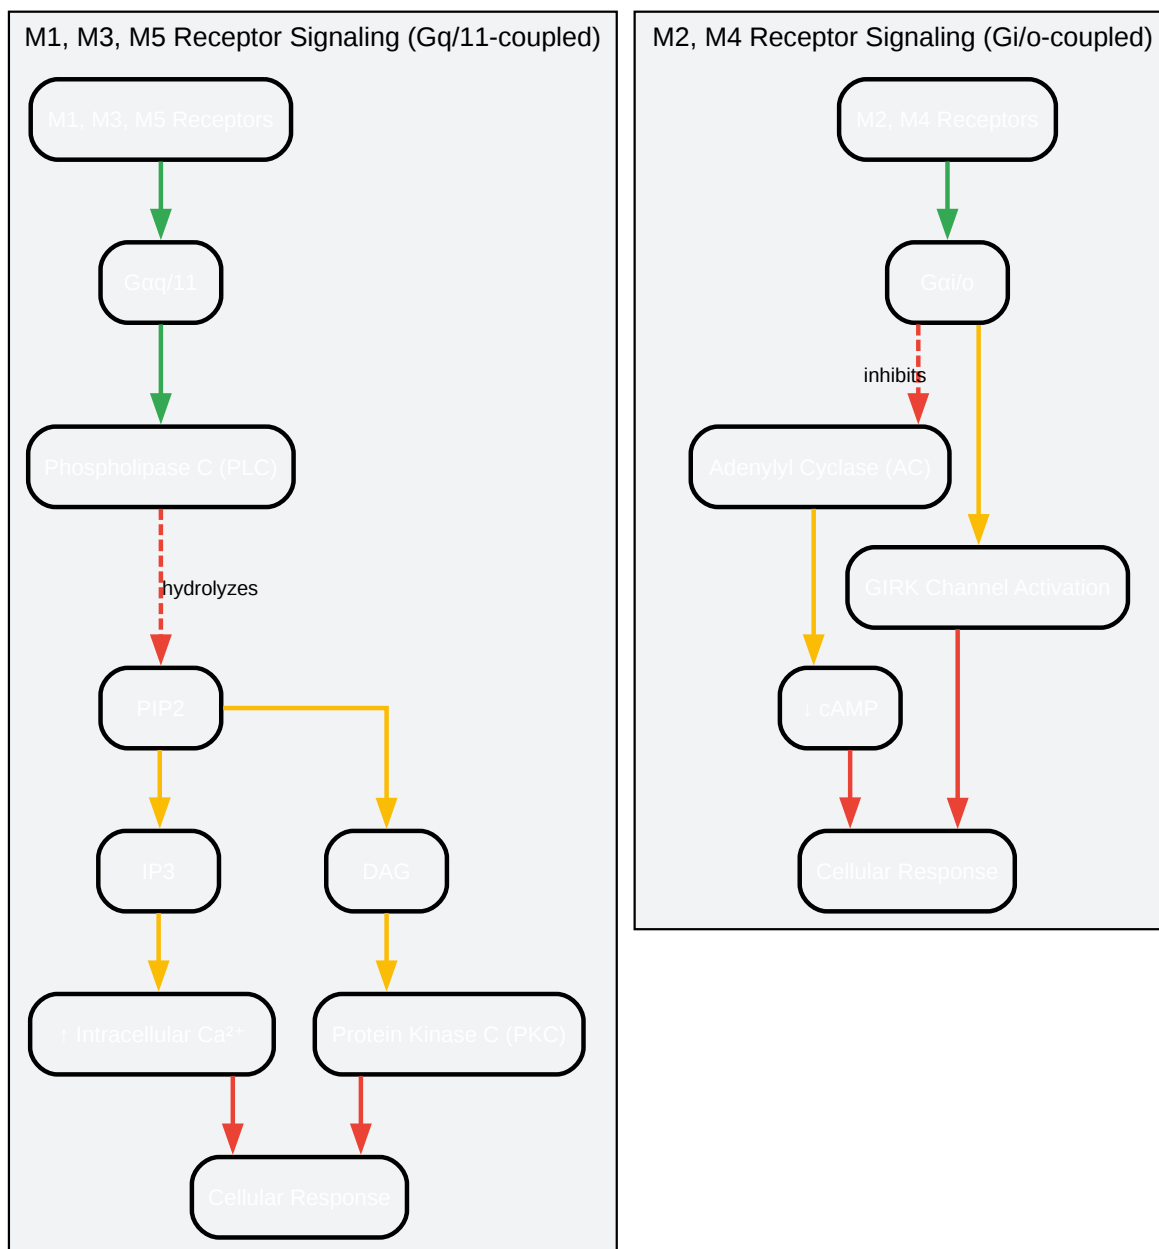 M1, M3, M5 Receptor Signaling (Gq/11-coupled)
M1, M3, M5 Receptors
Gαq/11
Phospholipase C (PLC)
hydrolyzes
PIP2
IP3
DAG
↑ Intracellular Ca²⁺
Protein Kinase C (PKC)
Cellular Response
M2, M4 Receptor Signaling (Gi/o-coupled)
M2, M4 Receptors
Gαi/o
inhibits
Adenylyl Cyclase (AC)
GIRK Channel Activation
↓ cAMP
Cellular Response